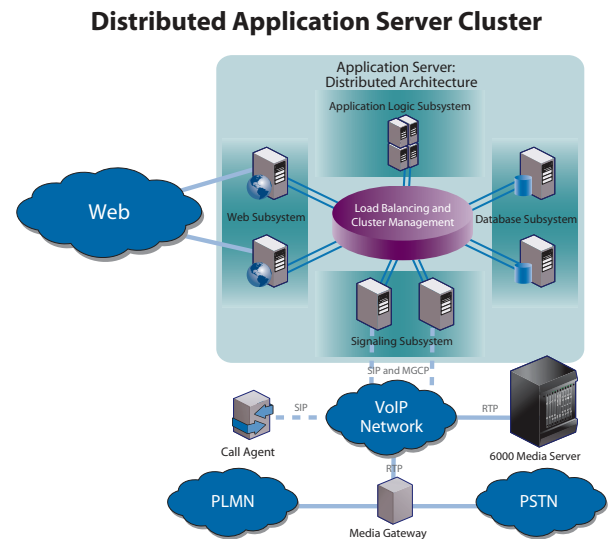 Distributed Application Server Cluster
Application Server:
Distributed Architecture
Application Logic Subsystem
Web
Web Subsystem
Load Balancing and
Cluster Management
Database Subsystem
Signaling Subsystem
SIP and MGCP
SIP
VoIP
Network
RTP
Call Agent
6000 Media Server
RTP
PLMN
PSTN
Media Gateway